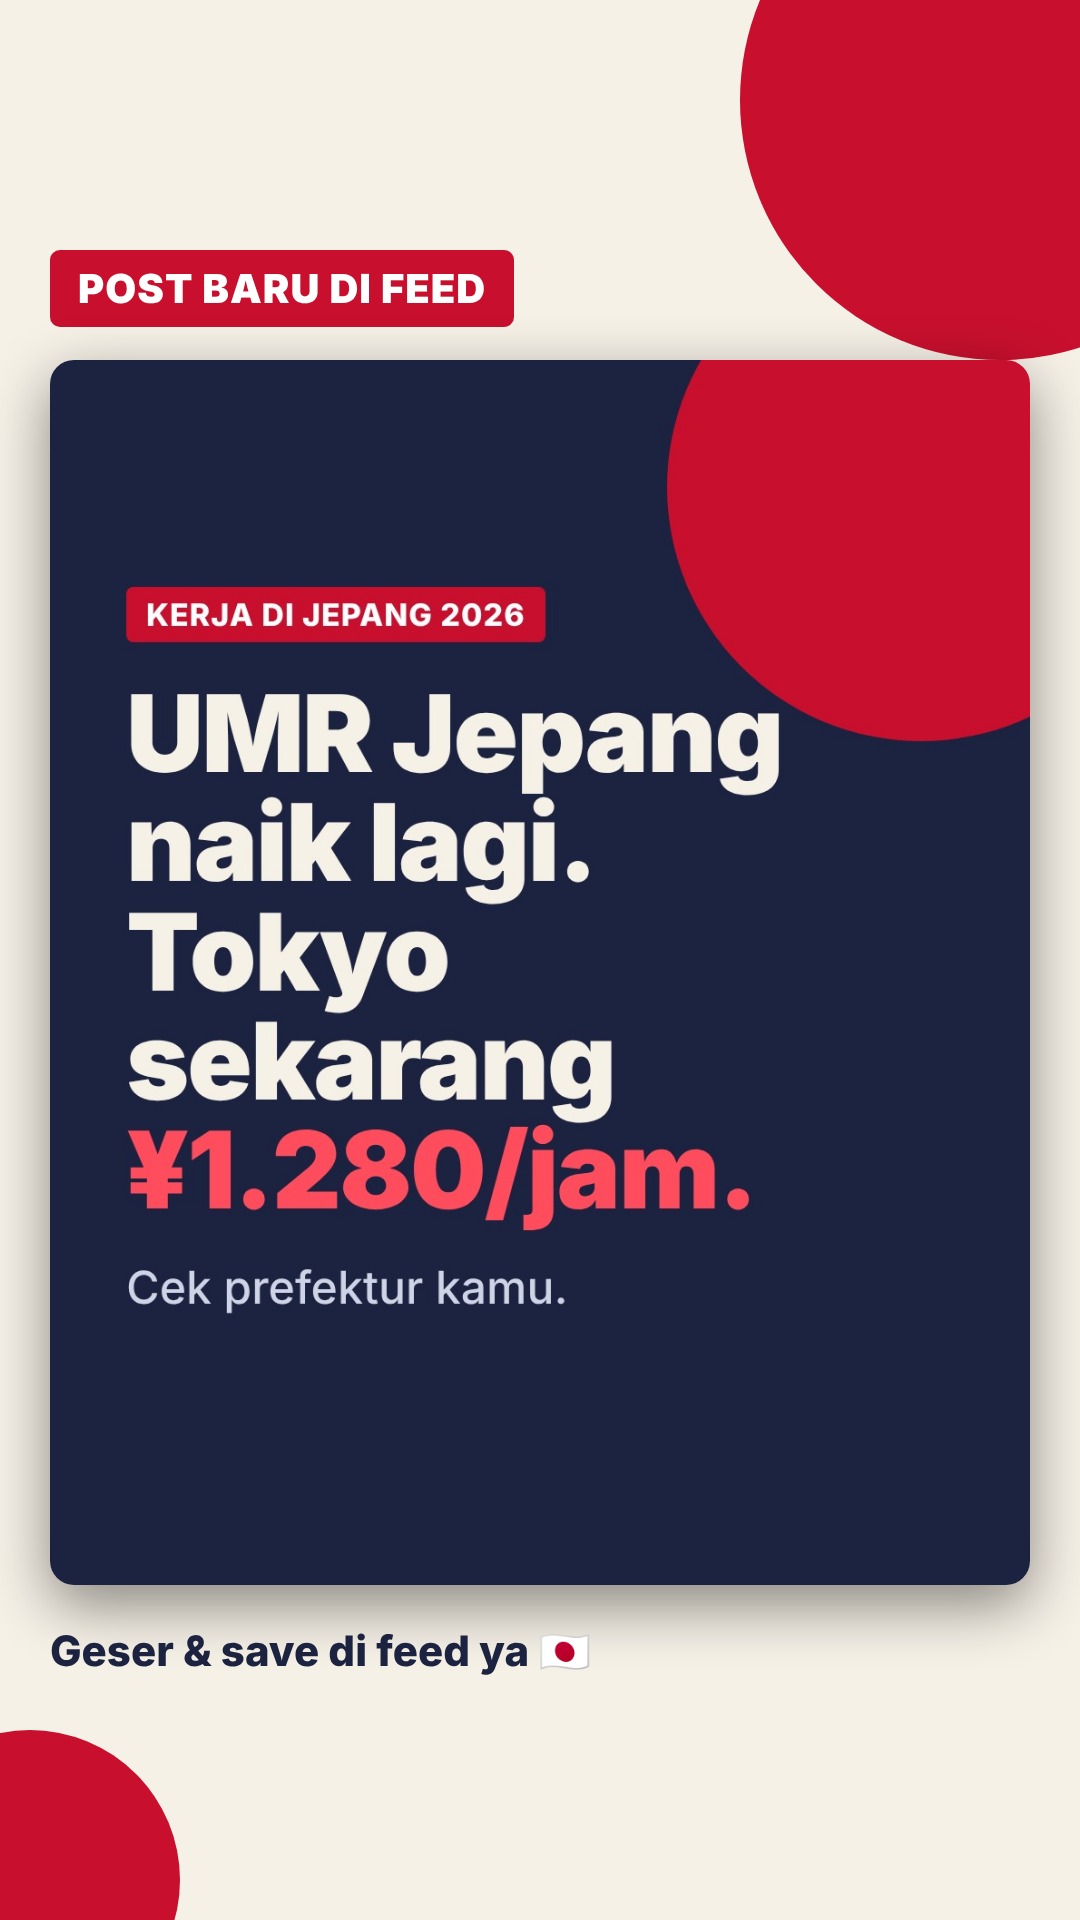 POST BARU DI FEED
KERJA DI JEPANG 2026
UMR Jepang
naik lagi.
Tokyo
sekarang
¥1.280/jam.
Cek prefektur kamu.
Geser & save di feed ya 🇯🇵